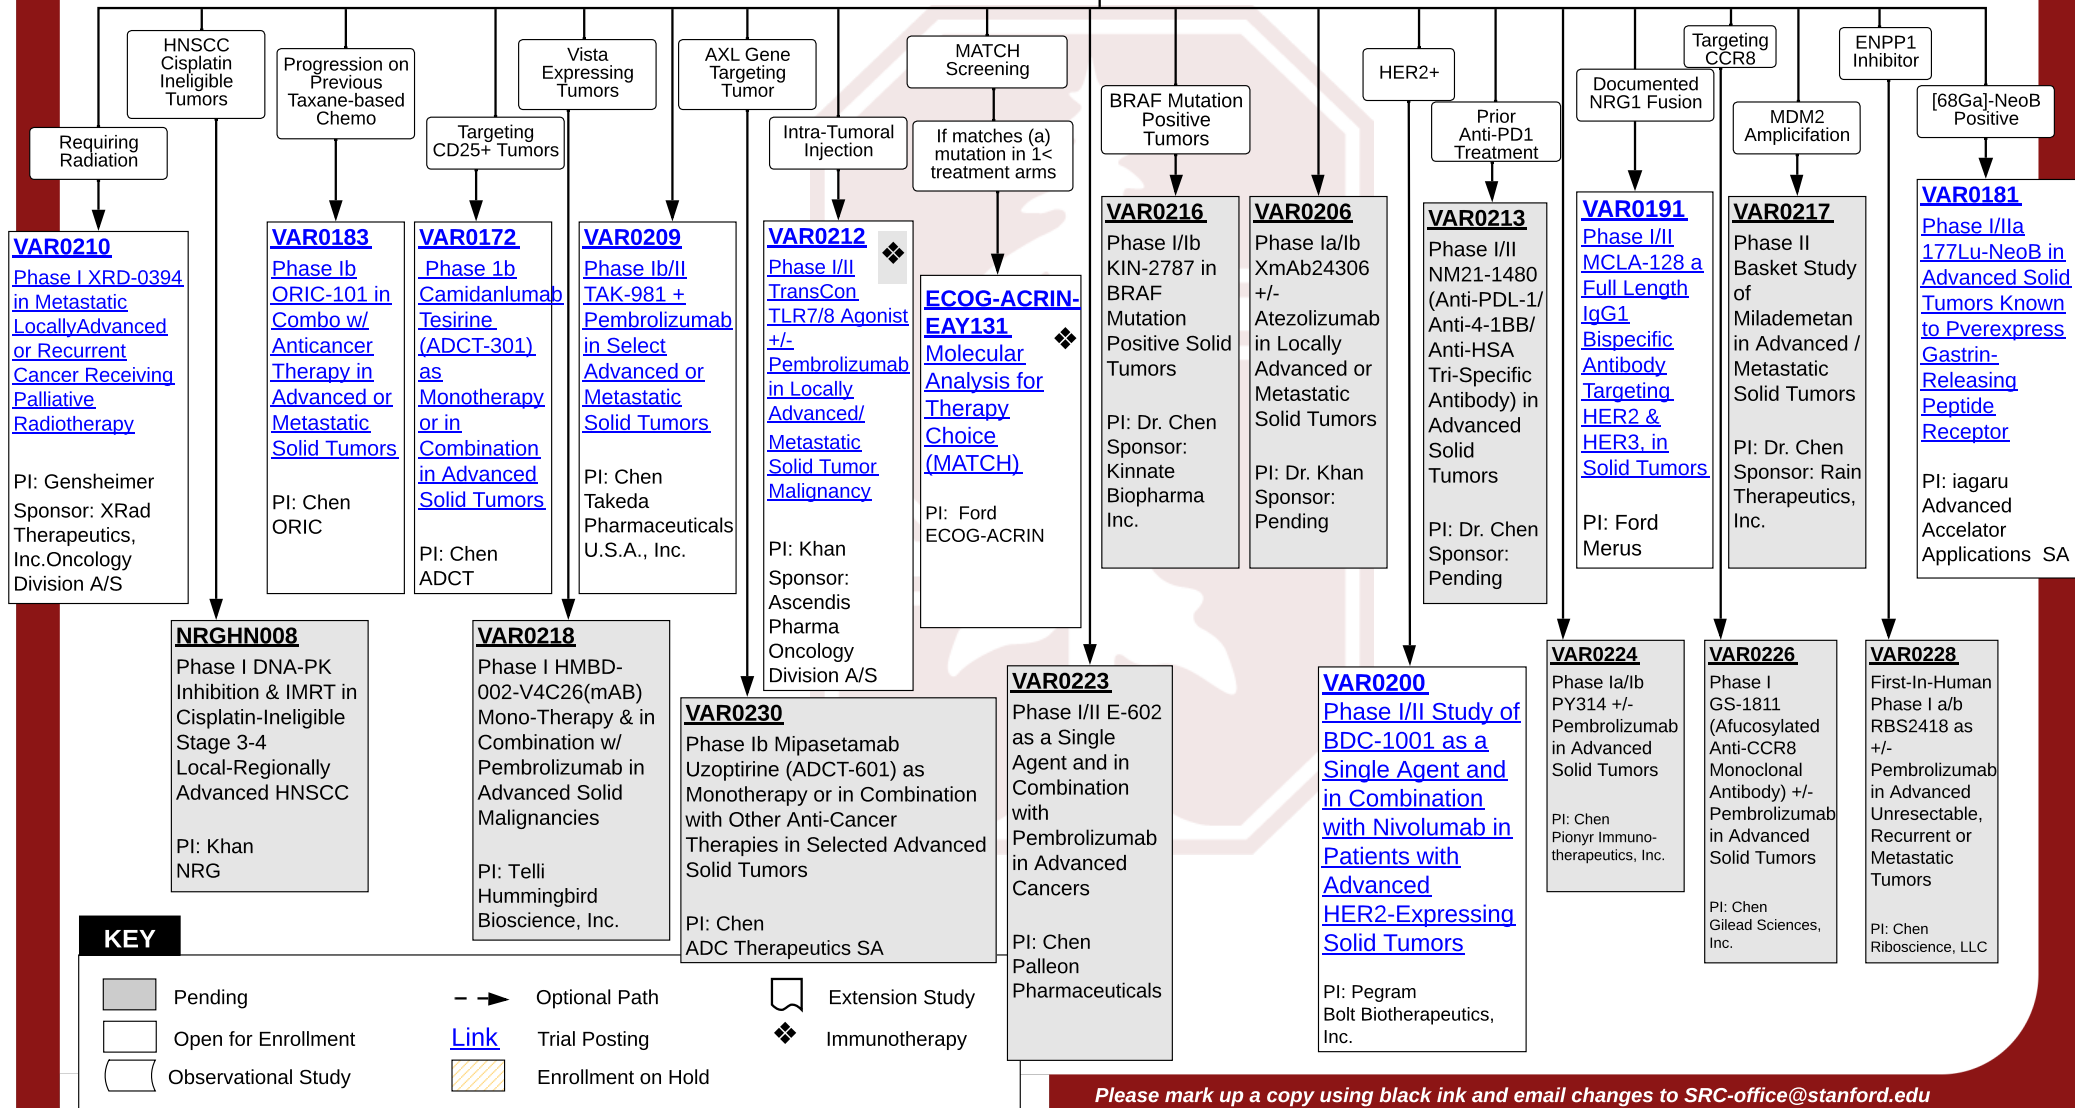 HNSCC
Cisplatin
Ineligible
Tumors
Progression on
Previous
Taxane-based
Chemo
Vista
Expressing
Tumors
AXL Gene
Targeting
Tumor
MATCH
Screening
HER2+
Targeting
CCR8
ENPP1
Inhibitor
Requiring
Radiation
Targeting
CD25+ Tumors
Intra-Tumoral
Injection
If matches (a)
mutation in 1<
treatment arms
BRAF Mutation
Positive
Tumors
Prior
Anti-PD1
Treatment
Documented
NRG1 Fusion
MDM2
Amplicifation
[68Ga]-NeoB
Positive
VAR0210
Phase I XRD-0394
in Metastatic
LocallyAdvanced
or Recurrent
Cancer Receiving
Palliative
Radiotherapy
PI: Gensheimer
Sponsor: XRad
Therapeutics,
Inc.Oncology
Division A/S
VAR0183
Phase Ib
ORIC-101 in
Combo w/
Anticancer
Therapy in
Advanced or
Metastatic
Solid Tumors
PI: Chen
ORIC
VAR0172
Phase 1b
Camidanlumab
Tesirine
(ADCT-301)
as
Monotherapy
or in
Combination
in Advanced
Solid Tumors
PI: Chen
ADCT
VAR0209
Phase Ib/II
TAK-981 +
Pembrolizumab
in Select
Advanced or
Metastatic
Solid Tumors
PI: Chen
Takeda
Pharmaceuticals
U.S.A., Inc.
VAR0212
❖
Phase I/II
TransCon
TLR7/8 Agonist
+/-
Pembrolizumab
in Locally
Advanced/
Metastatic
Solid Tumor
Malignancy
PI: Khan
Sponsor:
Ascendis
Pharma
Oncology
Division A/S
ECOG-ACRIN-
EAY131
❖
Molecular
Analysis for
Therapy
Choice
(MATCH)
PI: Ford
ECOG-ACRIN
VAR0216
Phase I/Ib
KIN-2787 in
BRAF
Mutation
Positive Solid
Tumors
PI: Dr. Chen
Sponsor:
Kinnate
Biopharma
Inc.
VAR0206
Phase Ia/Ib
XmAb24306
+/-
Atezolizumab
in Locally
Advanced or
Metastatic
Solid Tumors
PI: Dr. Khan
Sponsor:
Pending
VAR0213
Phase I/II
NM21-1480
(Anti-PDL-1/
Anti-4-1BB/
Anti-HSA
Tri-Specific
Antibody) in
Advanced
Solid
Tumors
PI: Dr. Chen
Sponsor:
Pending
VAR0191
Phase I/II
MCLA-128 a
Full Length
IgG1
Bispecific
Antibody
Targeting
HER2 &
HER3, in
Solid Tumors
PI: Ford
Merus
VAR0217
Phase II
Basket Study
of
Milademetan
in Advanced /
Metastatic
Solid Tumors
PI: Dr. Chen
Sponsor: Rain
Therapeutics,
Inc.
VAR0181
Phase I/IIa
177Lu-NeoB in
Advanced Solid
Tumors Known
to Pverexpress
Gastrin-
Releasing
Peptide
Receptor
PI: iagaru
Advanced
Accelator
Applications SA
NRGHN008
Phase I DNA-PK
Inhibition & IMRT in
Cisplatin-Ineligible
Stage 3-4
Local-Regionally
Advanced HNSCC
PI: Khan
NRG
VAR0218
Phase I HMBD-
002-V4C26(mAB)
Mono-Therapy & in
Combination w/
Pembrolizumab in
Advanced Solid
Malignancies
PI: Telli
Hummingbird
Bioscience, Inc.
VAR0230
Phase Ib Mipasetamab
Uzoptirine (ADCT-601) as
Monotherapy or in Combination
with Other Anti-Cancer
Therapies in Selected Advanced
Solid Tumors
PI: Chen
ADC Therapeutics SA
VAR0223
Phase I/II E-602
as a Single
Agent and in
Combination
with
Pembrolizumab
in Advanced
Cancers
PI: Chen
Palleon
Pharmaceuticals
VAR0200
Phase I/II Study of
BDC-1001 as a
Single Agent and
in Combination
with Nivolumab in
Patients with
Advanced
HER2-Expressing
Solid Tumors
PI: Pegram
Bolt Biotherapeutics,
Inc.
VAR0224
Phase Ia/Ib
PY314 +/-
Pembrolizumab
in Advanced
Solid Tumors
PI: Chen
Pionyr Immuno-
therapeutics, Inc.
VAR0226
Phase I
GS-1811
(Afucosylated
Anti-CCR8
Monoclonal
Antibody) +/-
Pembrolizumab
in Advanced
Solid Tumors
PI: Chen
Gilead Sciences,
Inc.
VAR0228
First-In-Human
Phase I a/b
RBS2418 as
+/-
Pembrolizumab
in Advanced
Unresectable,
Recurrent or
Metastatic
Tumors
PI: Chen
Riboscience, LLC
KEY
Pending
Optional Path
Extension Study
Open for Enrollment
Link Trial Posting
❖ Immunotherapy
Observational Study
Enrollment on Hold
Please mark up a copy using black ink and email changes to SRC-office@stanford.edu